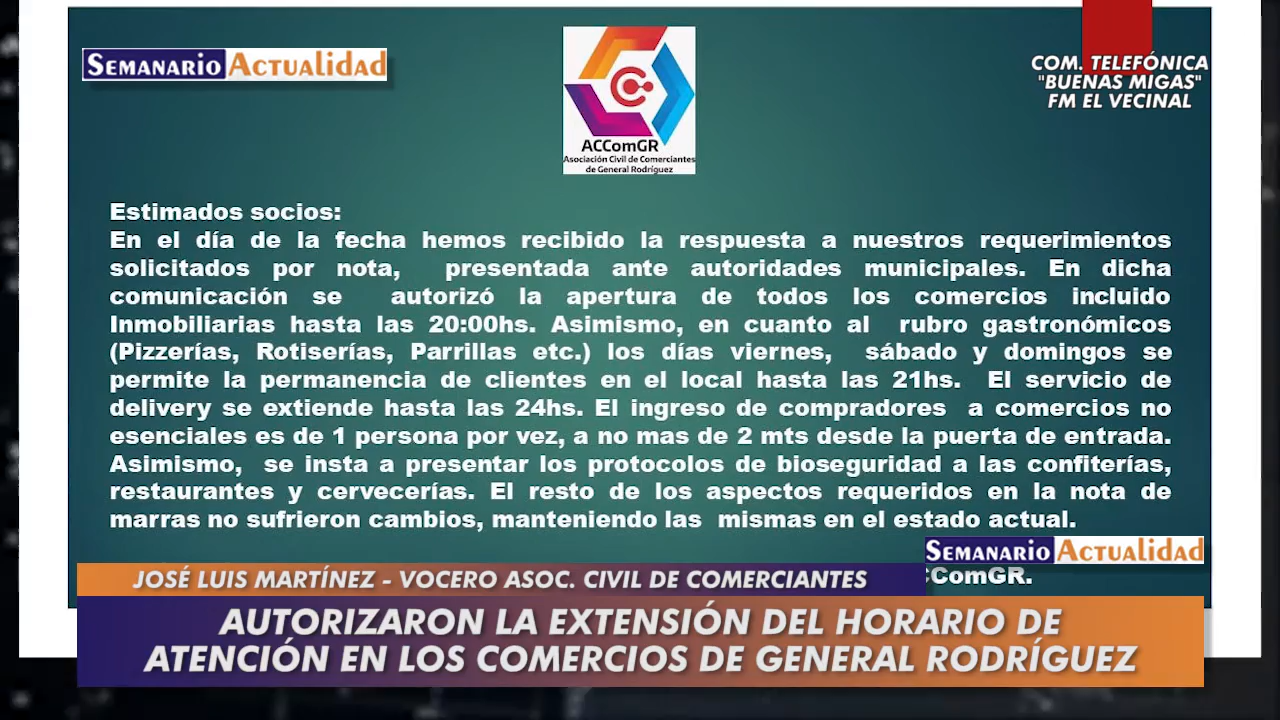 SEMANARIO ACTUALIDAD
COM. TELEFÓNICA
"BUENAS MIGAS"
FM EL VECINAL
ACComGR
Asociación Civil de Comerciantes
de General Rodríguez
Estimados socios:
En el día de la fecha hemos recibido la respuesta a nuestros requerimientos
solicitados por nota, presentada ante autoridades municipales. En dicha
comunicación se autorizó la apertura de todos los comercios incluido
Inmobiliarias hasta las 20:00hs. Asimismo, en cuanto al rubro gastronómicos
(Pizzerías, Rotiserías, Parrillas etc.) los días viernes, sábado y domingos se
permite la permanencia de clientes en el local hasta las 21hs. El servicio de
delivery se extiende hasta las 24hs. El ingreso de compradores a comercios no
esenciales es de 1 persona por vez, a no mas de 2 mts desde la puerta de entrada.
Asimismo, se insta a presentar los protocolos de bioseguridad a las confiterías,
restaurantes y cervecerías. El resto de los aspectos requeridos en la nota de
marras no sufrieron cambios, manteniendo las mismas en el estado actual.
SEMANARIO ACTUALIDAD
CComGR.
JOSÉ LUIS MARTÍNEZ - VOCERO ASOC. CIVIL DE COMERCIANTES
AUTORIZARON LA EXTENSIÓN DEL HORARIO DE
ATENCIÓN EN LOS COMERCIOS DE GENERAL RODRÍGUEZ